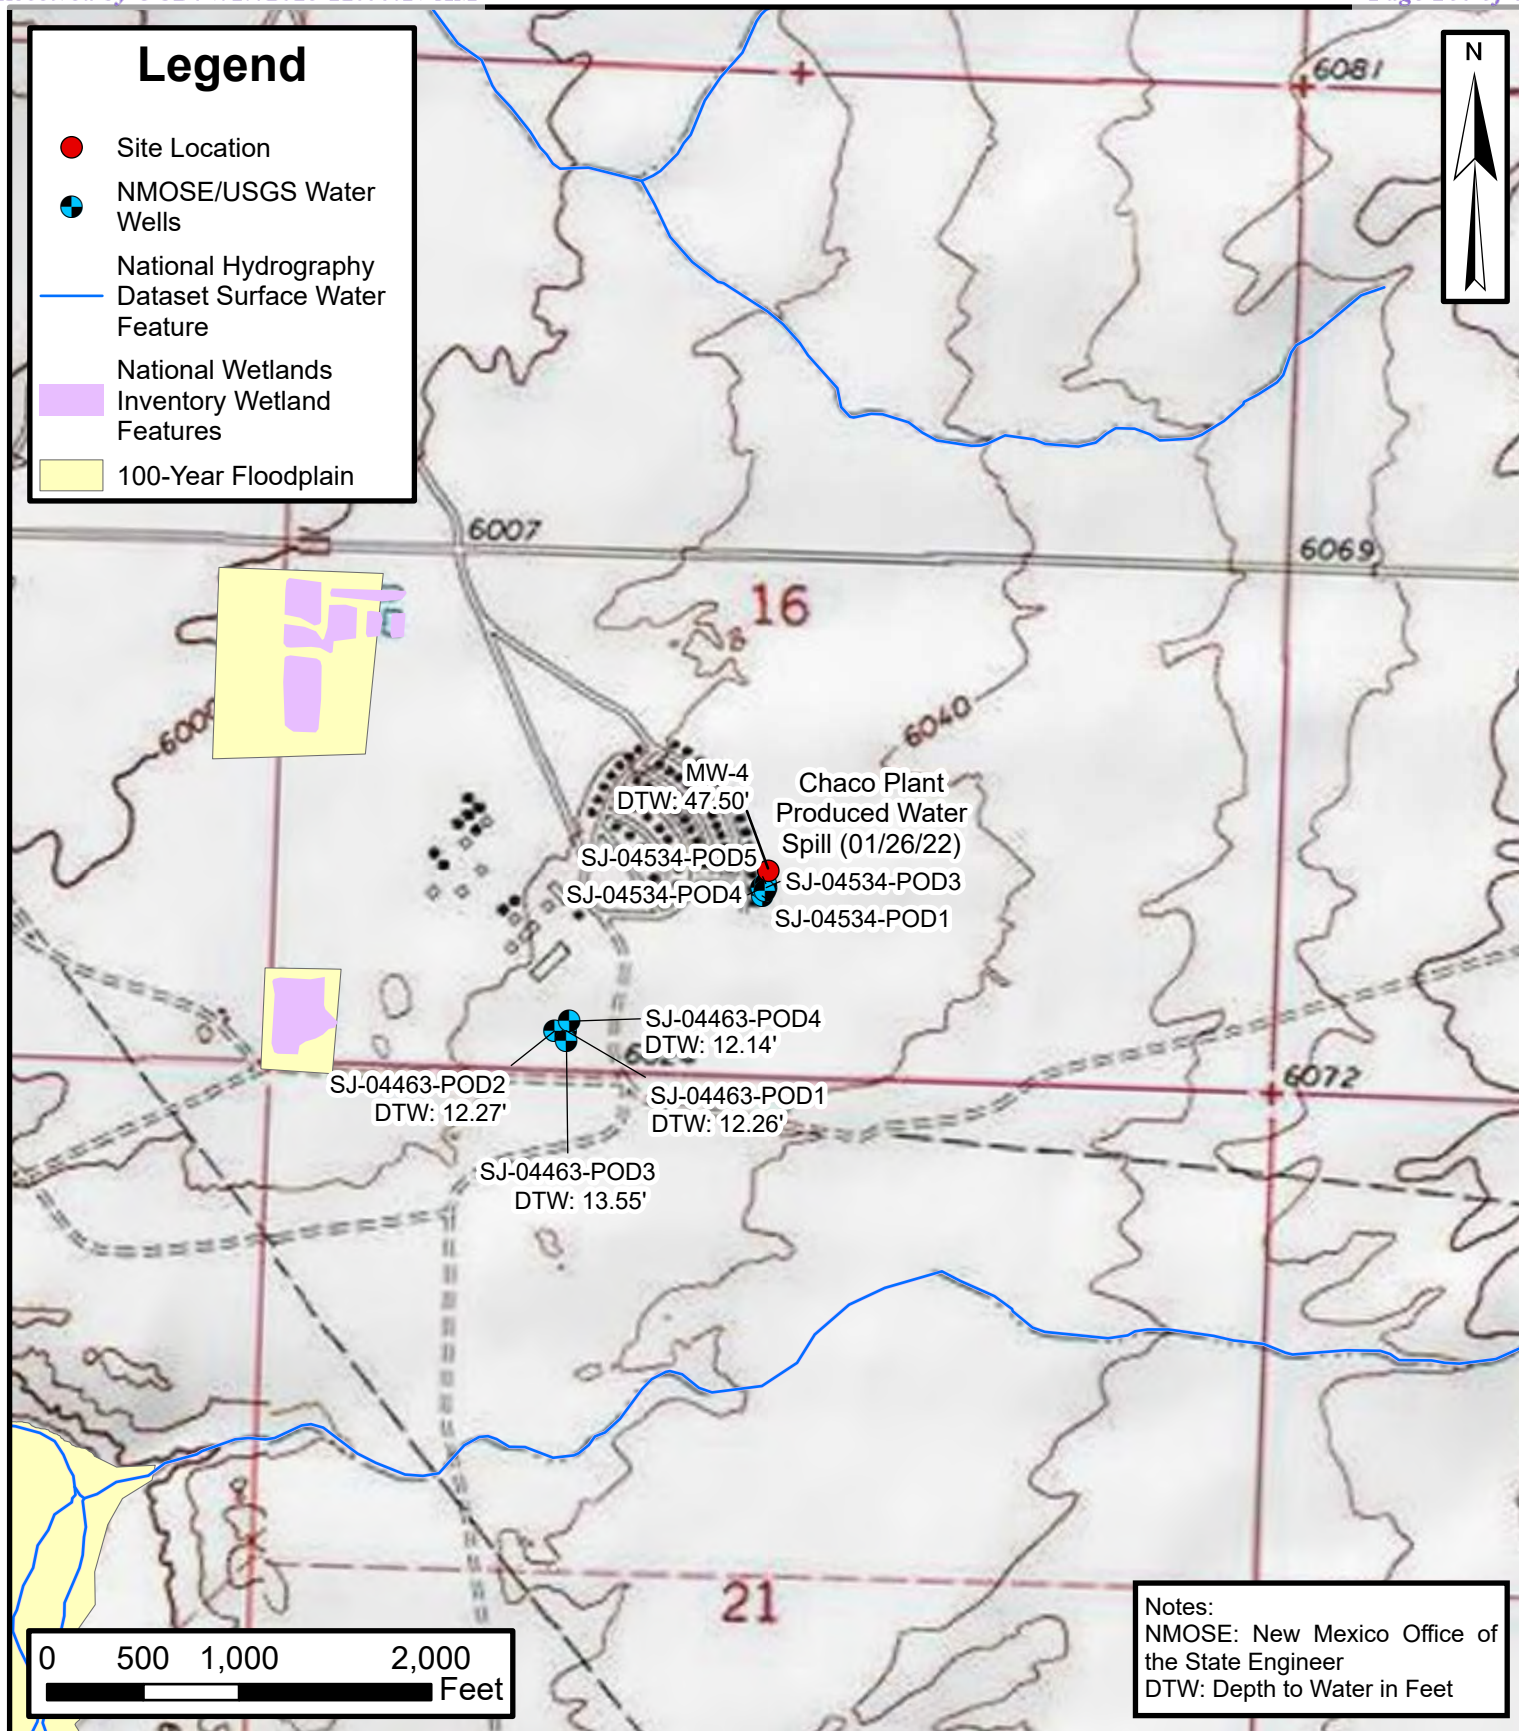 Legend
Site Location
NMOSE/USGS Water
Wells
National Hydrography
Dataset Surface Water
Feature
National Wetlands
Inventory Wetland
Features
100-Year Floodplain
N
6081
6007
6069
16
6040
MW-4
DTW: 47.50'
Chaco Plant
Produced Water
Spill (01/26/22)
SJ-04534-POD5
SJ-04534-POD3
SJ-04534-POD4
SJ-04534-POD1
SJ-04463-POD4
DTW: 12.14'
SJ-04463-POD2
DTW: 12.27'
SJ-04463-POD1
DTW: 12.26'
6072
SJ-04463-POD3
DTW: 13.55'
21
0 500 1,000 2,000
Feet
Notes:
NMOSE: New Mexico Office of
the State Engineer
DTW: Depth to Water in Feet